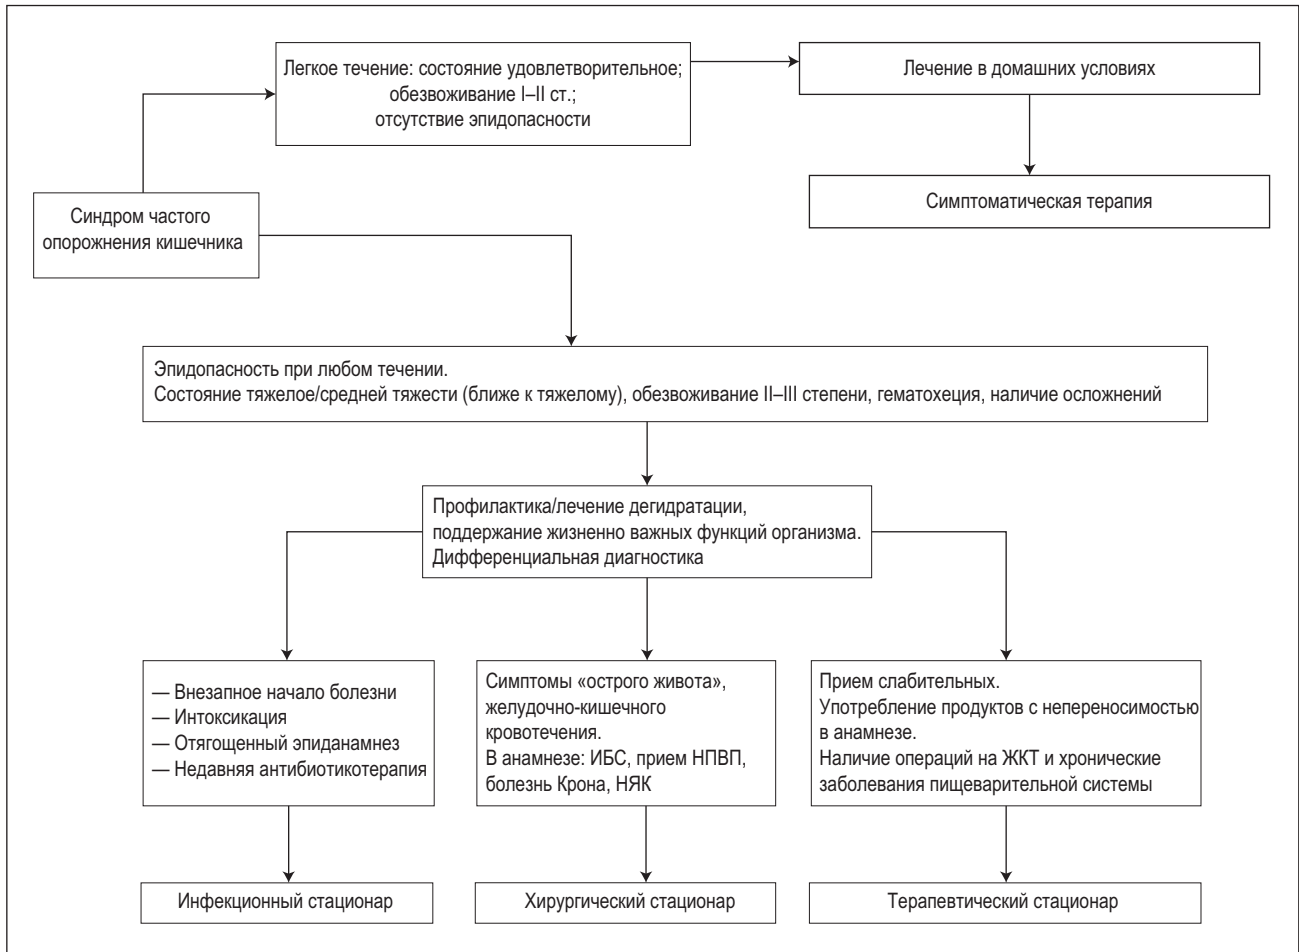 Легкое течение: состояние удовлетворительное;
обезвоживание I–II ст.;
отсутствие эпидопасности
Лечение в домашних условиях
Симптоматическая терапия
Синдром частого
опорожнения кишечника
Эпидопасность при любом течении.
Состояние тяжелое/средней тяжести (ближе к тяжелому), обезвоживание II–III степени, гематохеция, наличие осложнений
Профилактика/лечение дегидратации,
поддержание жизненно важных функций организма.
Дифференциальная диагностика
— Внезапное начало болезни
— Интоксикация
— Отягощенный эпиданамнез
— Недавняя антибиотикотерапия
Симптомы «острого живота»,
желудочно-кишечного
кровотечения.
В анамнезе: ИБС, прием НПВП,
болезнь Крона, НЯК
Прием слабительных.
Употребление продуктов с непереносимостью
в анамнезе.
Наличие операций на ЖКТ и хронические
заболевания пищеварительной системы
Инфекционный стационар
Хирургический стационар
Терапевтический стационар